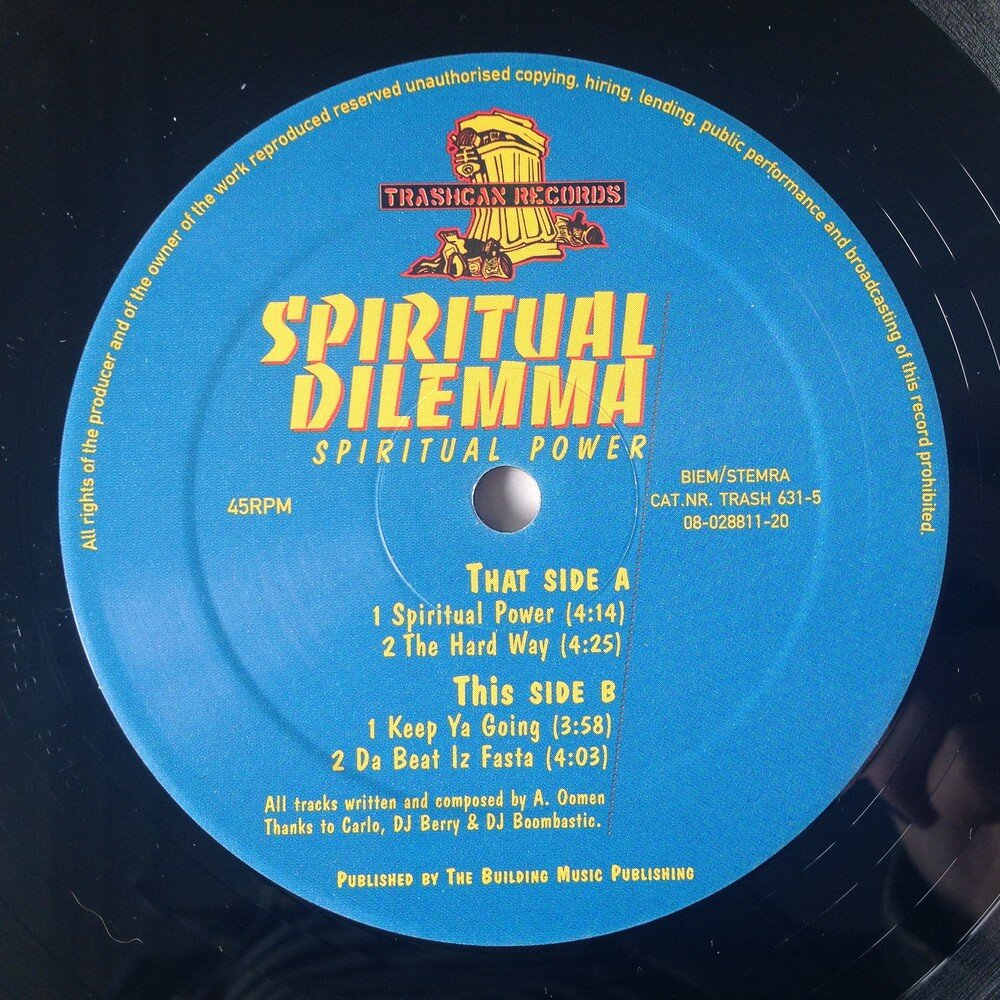 All rights of the producer and of the owner of the work reproduced reserved unauthorised copying, hiring, lending, public performance and broadcasting of this record prohibited.
TRASHCAN RECORDS
SPIRITUAL
DILEMMA
SPIRITUAL POWER
45RPM
BIEM/STEMRA
CAT.NR. TRASH 631-5
08-028811-20
THAT SIDE A
1 Spiritual Power (4:14)
2 The Hard Way (4:25)
This SIDE B
1 Keep Ya Going (3:58)
2 Da Beat Iz Fasta (4:03)
All tracks written and composed by A. Oomen
Thanks to Carlo, DJ Berry & DJ Boombastic.
PUBLISHED BY THE BUILDING MUSIC PUBLISHING